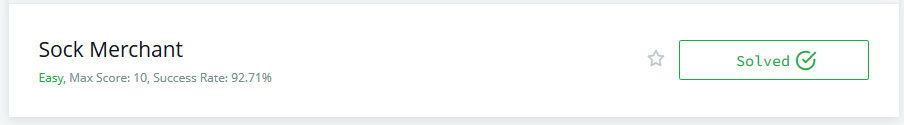 Sock Merchant
Easy, Max Score: 10, Success Rate: 92.71%
Solved